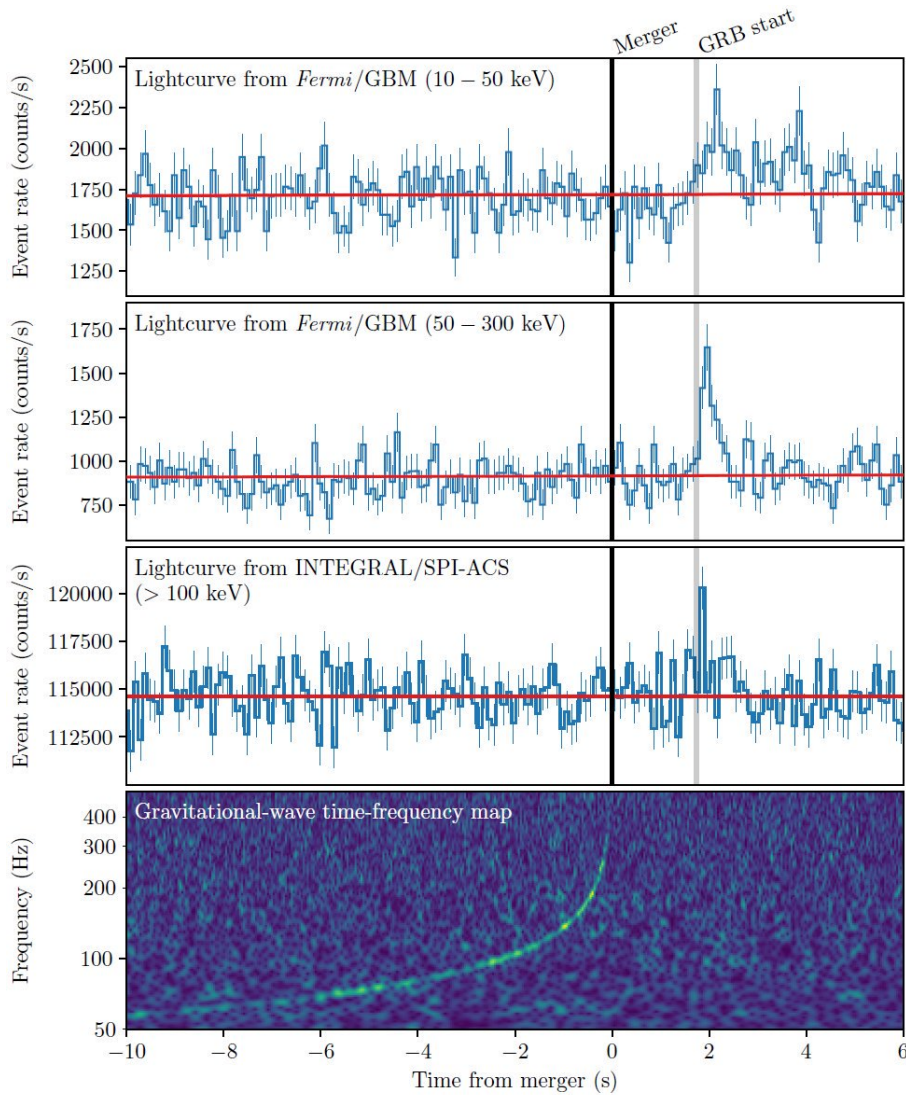 Merger
GRB start
Lightcurve from Fermi/GBM (10 − 50 keV)
Event rate (counts/s)
2500
2250
2000
1750
1500
1250
Lightcurve from Fermi/GBM (50 − 300 keV)
Event rate (counts/s)
1750
1500
1250
1000
750
Lightcurve from INTEGRAL/SPI-ACS
(> 100 keV)
Event rate (counts/s)
120000
117500
115000
112500
Gravitational-wave time-frequency map
Frequency (Hz)
400
300
200
100
50
−10
−8
−6
−4
−2
0
2
4
6
Time from merger (s)